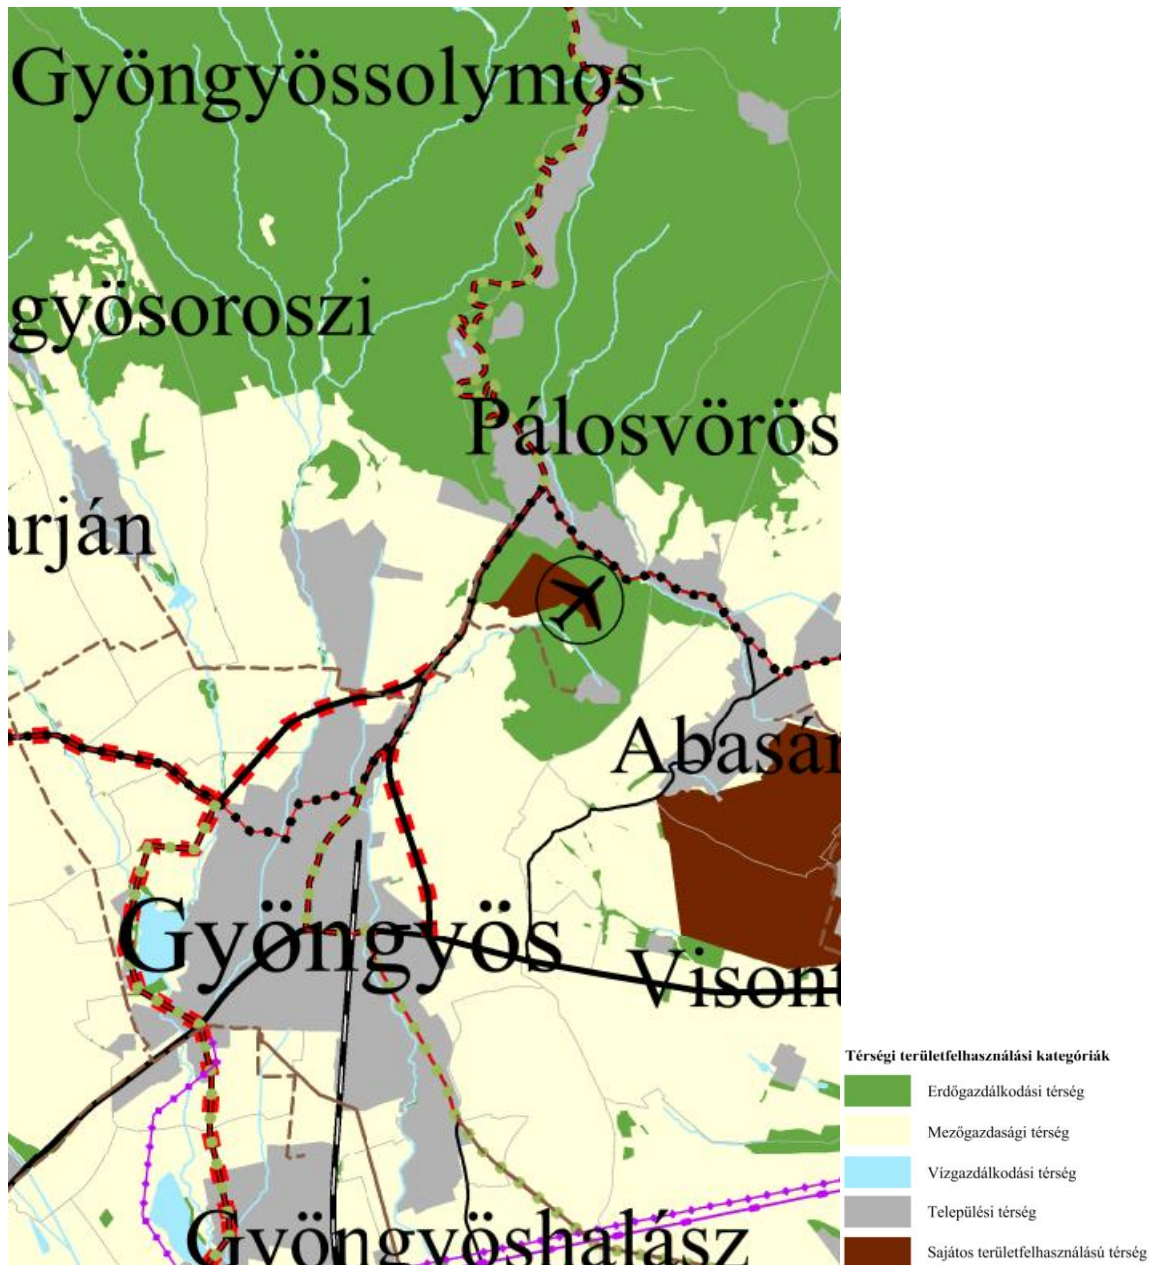 Gyöngyössolymos
gyösoroszi
Pálosvörös
arján
Abasár
Gyöngyös
Visont
Gyöngyöshalász
Térségi területfelhasználási kategóriák
Erdőgazdálkodási térség
Mezőgazdasági térség
Vízgazdálkodási térség
Települési térség
Sajátos területfelhasználású térség